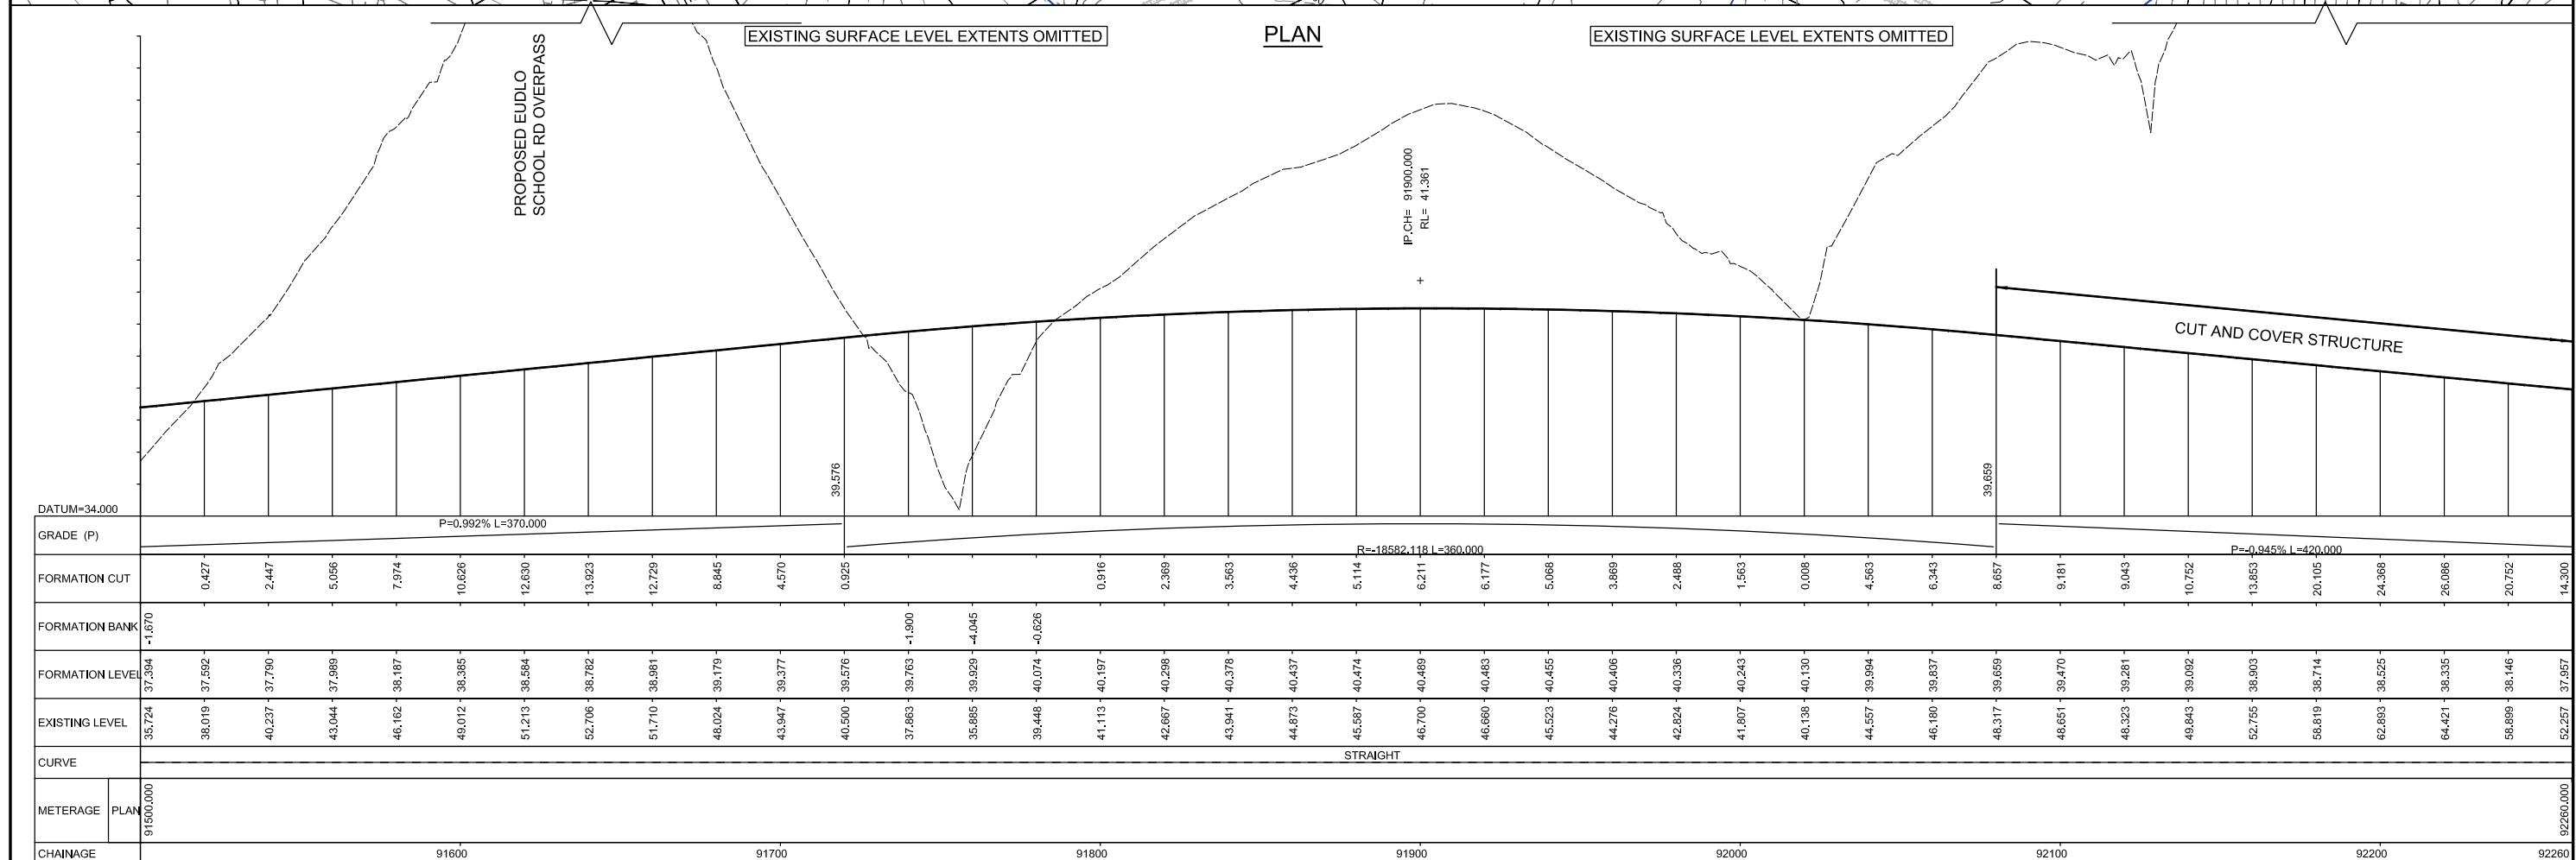 EXISTING SURFACE LEVEL EXTENTS OMITTED
PLAN
EXISTING SURFACE LEVEL EXTENTS OMITTED
PROPOSED EUDLO
SCHOOL RD OVERPASS
IP.CH= 91900.000
RL= 41.361
CUT AND COVER STRUCTURE
39.576
39.659
DATUM=34.000
GRADE (P)
P=0.992% L=370.000
R=-18582.118 L=360.000
P=-0.945% L=420.000
FORMATION CUT 0.427 2.447 5.056 7.974 10.626 12.630 13.923 12.729 8.845 4.570 0.925 0.916 2.369 3.563 4.436 5.114 6.211 6.177 5.068 3.869 2.488 1.563 0.008 4.563 6.343 8.657 9.181 9.043 10.752 13.853 20.105 24.368 26.086 20.752 14.300
FORMATION BANK -1.670 -1.900 -4.045 -0.626
FORMATION LEVEL 37.394 37.592 37.790 37.989 38.187 38.385 38.584 38.782 38.981 39.179 39.377 39.576 39.763 39.929 40.074 40.197 40.298 40.378 40.437 40.474 40.489 40.483 40.455 40.406 40.336 40.243 40.130 39.994 39.837 39.659 39.470 39.281 39.092 38.903 38.714 38.525 38.335 38.146 37.957
EXISTING LEVEL 35.724 38.019 40.237 43.044 46.162 49.012 51.213 52.706 51.710 48.024 43.947 40.500 37.863 35.885 39.448 41.113 42.667 43.941 44.873 45.587 46.700 46.660 45.523 44.276 42.824 41.807 40.138 44.557 46.180 48.317 48.651 48.323 49.843 52.755 58.819 62.893 64.421 58.899 52.257
CURVE STRAIGHT
METERAGE PLAN 91500.000 92260.000
CHAINAGE 91600 91700 91800 91900 92000 92100 92200 92260